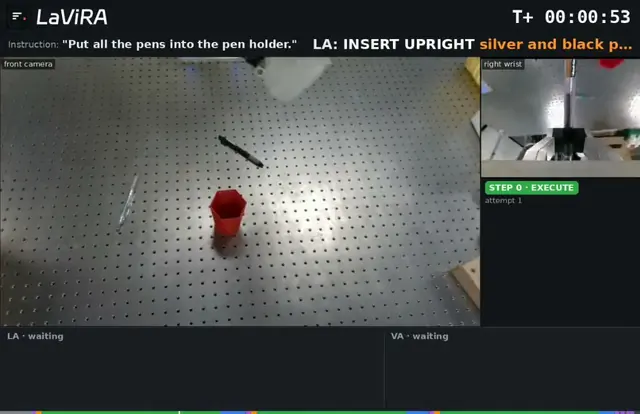 LaViRA
T+ 00:00:53
Instruction: "Put all the pens into the pen holder."
LA: INSERT UPRIGHT silver and black p...
front camera
right wrist
STEP 0 · EXECUTE
attempt 1
LA · waiting
VA · waiting